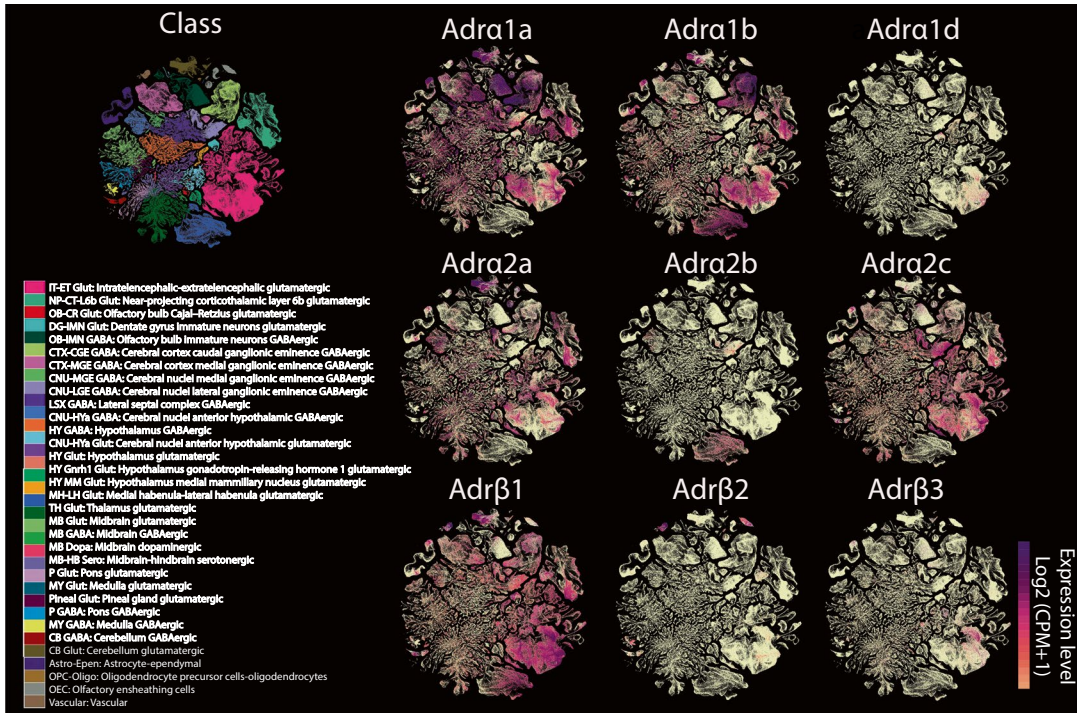 Class
Adrα1a
Adrα1b
Adrα1d
Adrα2a
Adrα2b
Adrα2c
Adrβ1
Adrβ2
Adrβ3
IT-ET Glut: Intratelencephalic-extratelencephalic glutamatergic
NP-CT-L6b Glut: Near-projecting corticothalamic layer 6b glutamatergic
OB-CR Glut: Olfactory bulb Cajal–Retzius glutamatergic
DG-IMN Glut: Dentate gyrus immature neurons glutamatergic
OB-IMN GABA: Olfactory bulb immature neurons GABAergic
CTX-CGE GABA: Cerebral cortex caudal ganglionic eminence GABAergic
CTX-MGE GABA: Cerebral cortex medial ganglionic eminence GABAergic
CNU-MGE GABA: Cerebral nuclei medial ganglionic eminence GABAergic
CNU-LGE GABA: Cerebral nuclei lateral ganglionic eminence GABAergic
LSX GABA: Lateral septal complex GABAergic
CNU-HYa GABA: Cerebral nuclei anterior hypothalamic GABAergic
HY GABA: Hypothalamus GABAergic
CNU-HYa Glut: Cerebral nuclei anterior hypothalamic glutamatergic
HY Glut: Hypothalamus glutamatergic
HY Gnrh1 Glut: Hypothalamus gonadotropin-releasing hormone 1 glutamatergic
HY MM Glut: Hypothalamus medial mammillary nucleus glutamatergic
MH-LH Glut: Medial habenula-lateral habenula glutamatergic
TH Glut: Thalamus glutamatergic
MB Glut: Midbrain glutamatergic
MB GABA: Midbrain GABAergic
MB Dopa: Midbrain dopaminergic
MB-HB Sero: Midbrain-hindbrain serotonergic
P Glut: Pons glutamatergic
MY Glut: Medulla glutamatergic
Pineal Glut: Pineal gland glutamatergic
P GABA: Pons GABAergic
MY GABA: Medulla GABAergic
CB GABA: Cerebellum GABAergic
CB Glut: Cerebellum glutamatergic
Astro-Epen: Astrocyte-ependymal
OPC-Oligo: Oligodendrocyte precursor cells-oligodendrocytes
OEC: Olfactory ensheathing cells
Vascular: Vascular
Expression level
Log2 (CPM+1)